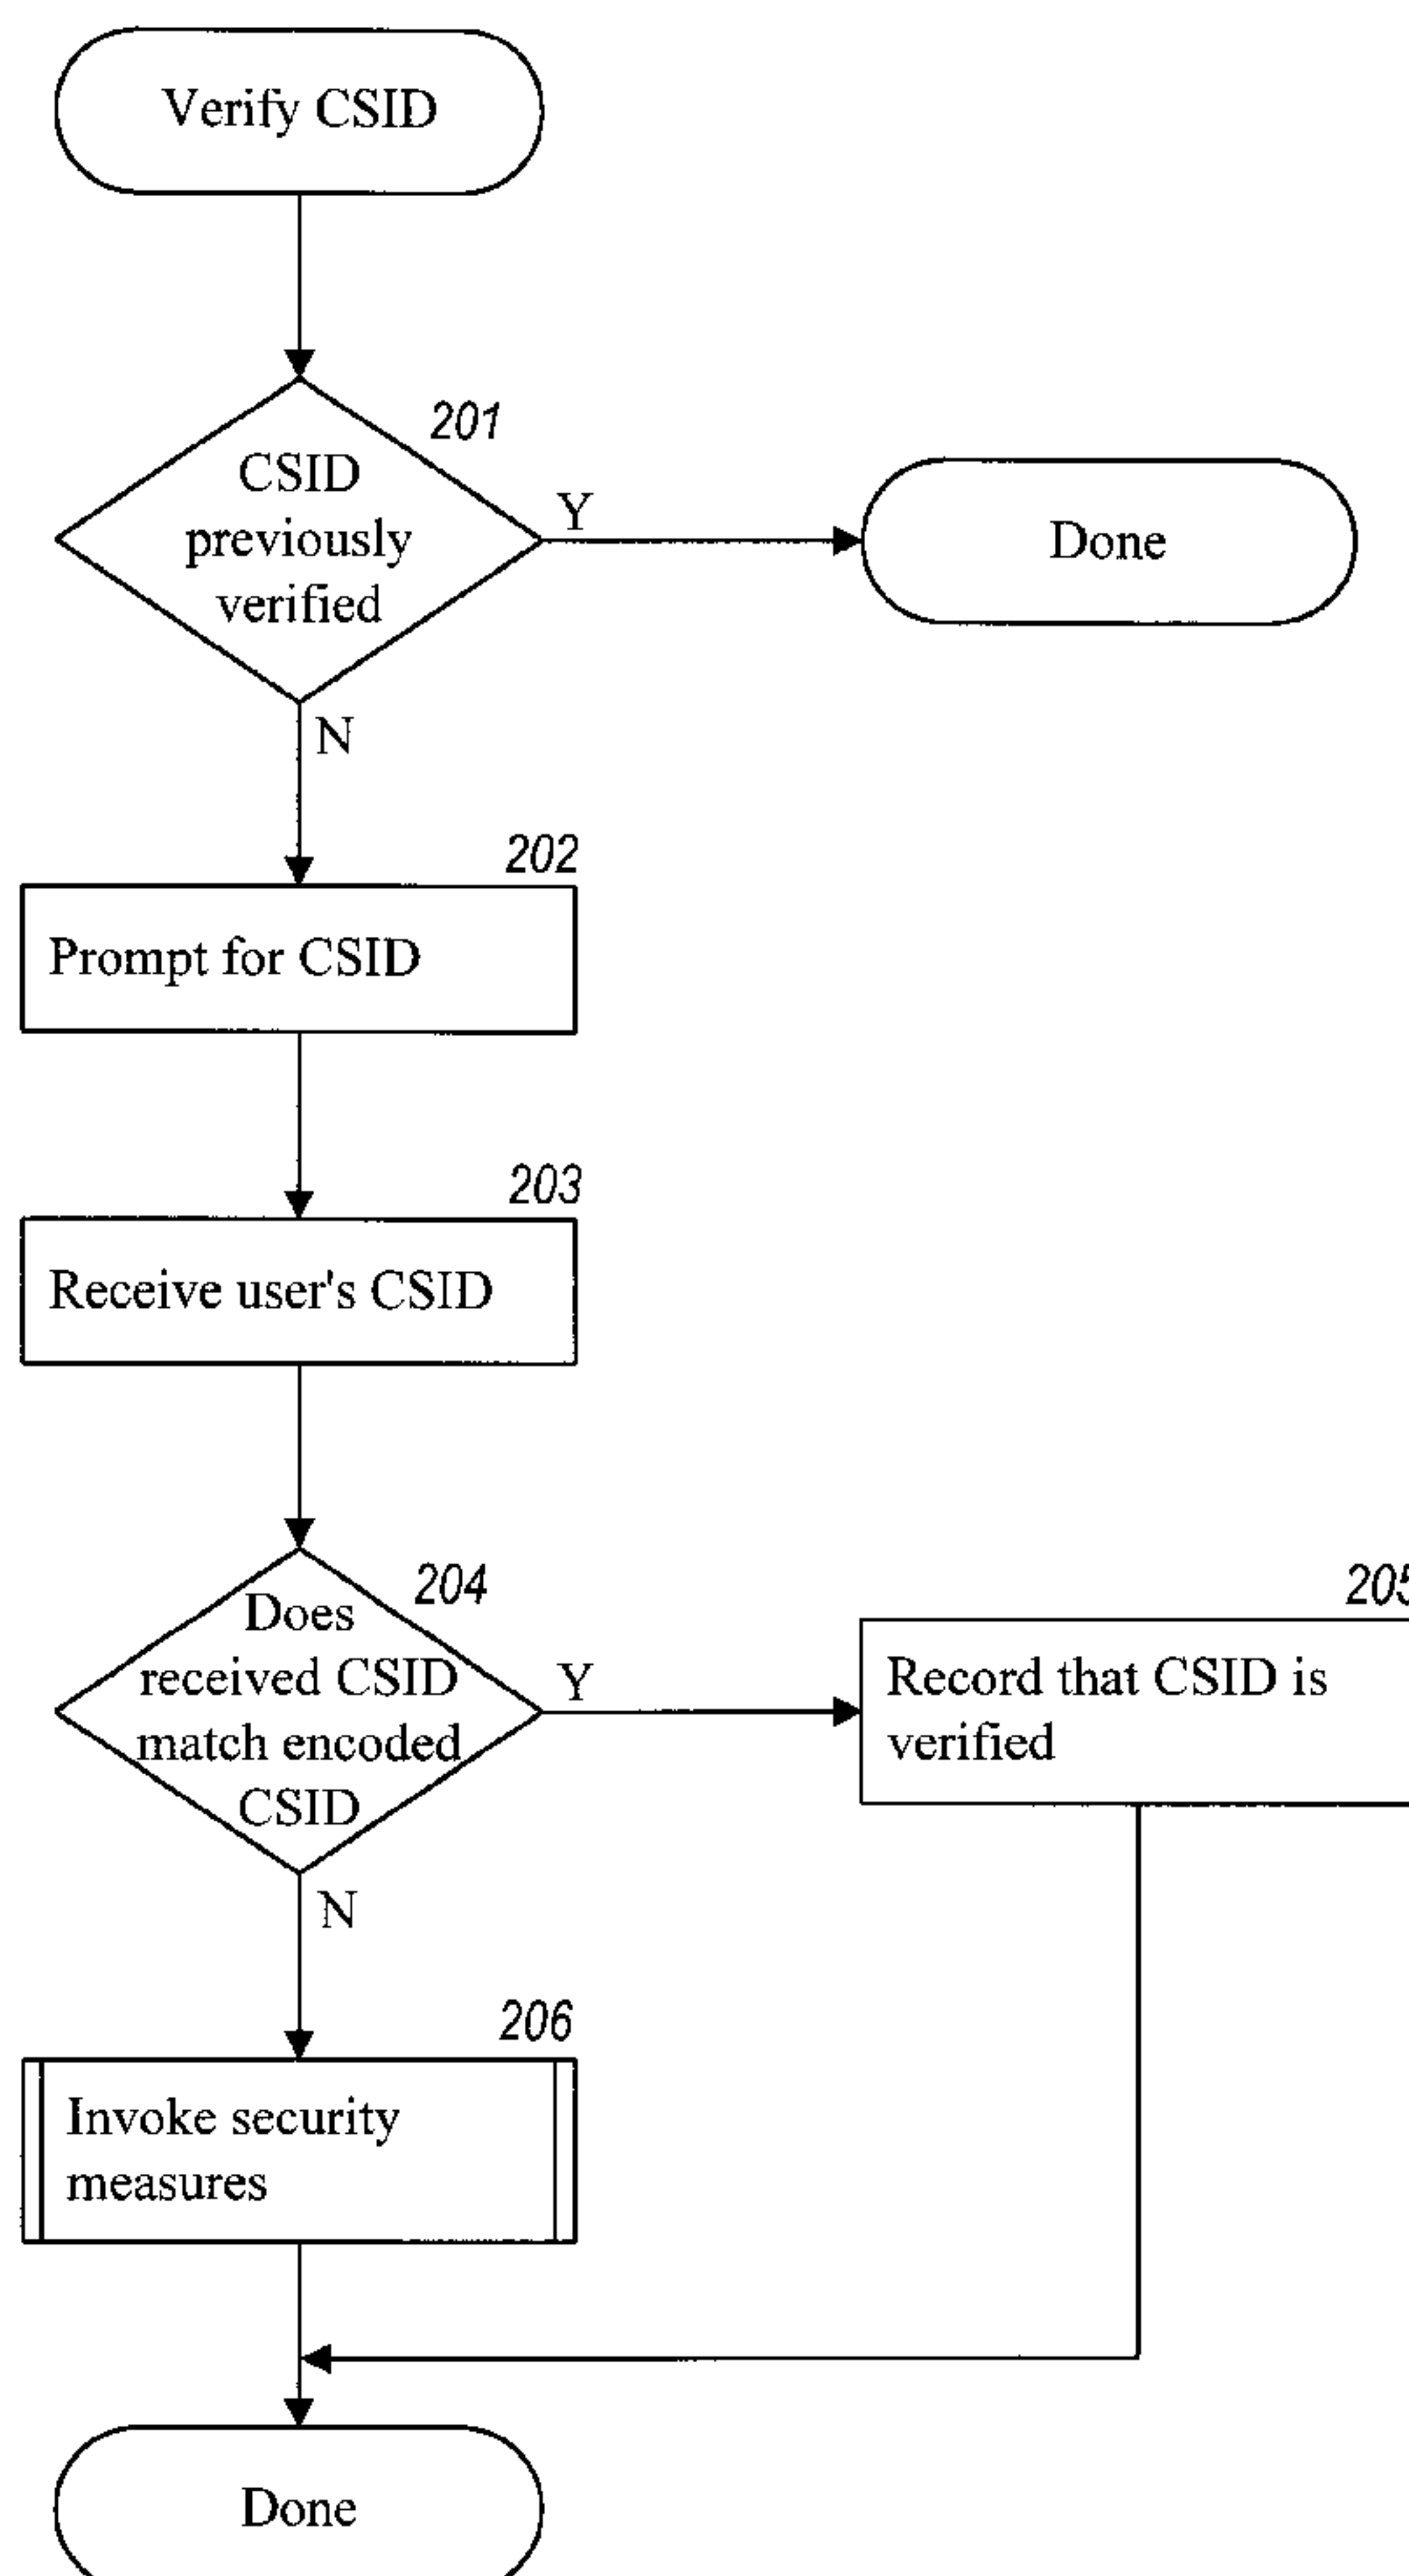 Verify CSID
201
CSID
previously
verified
Y
Done
N
202
Prompt for CSID
203
Receive user's CSID
204
Does
received CSID
match encoded
CSID
Y
205
Record that CSID is
verified
N
206
Invoke security
measures
Done